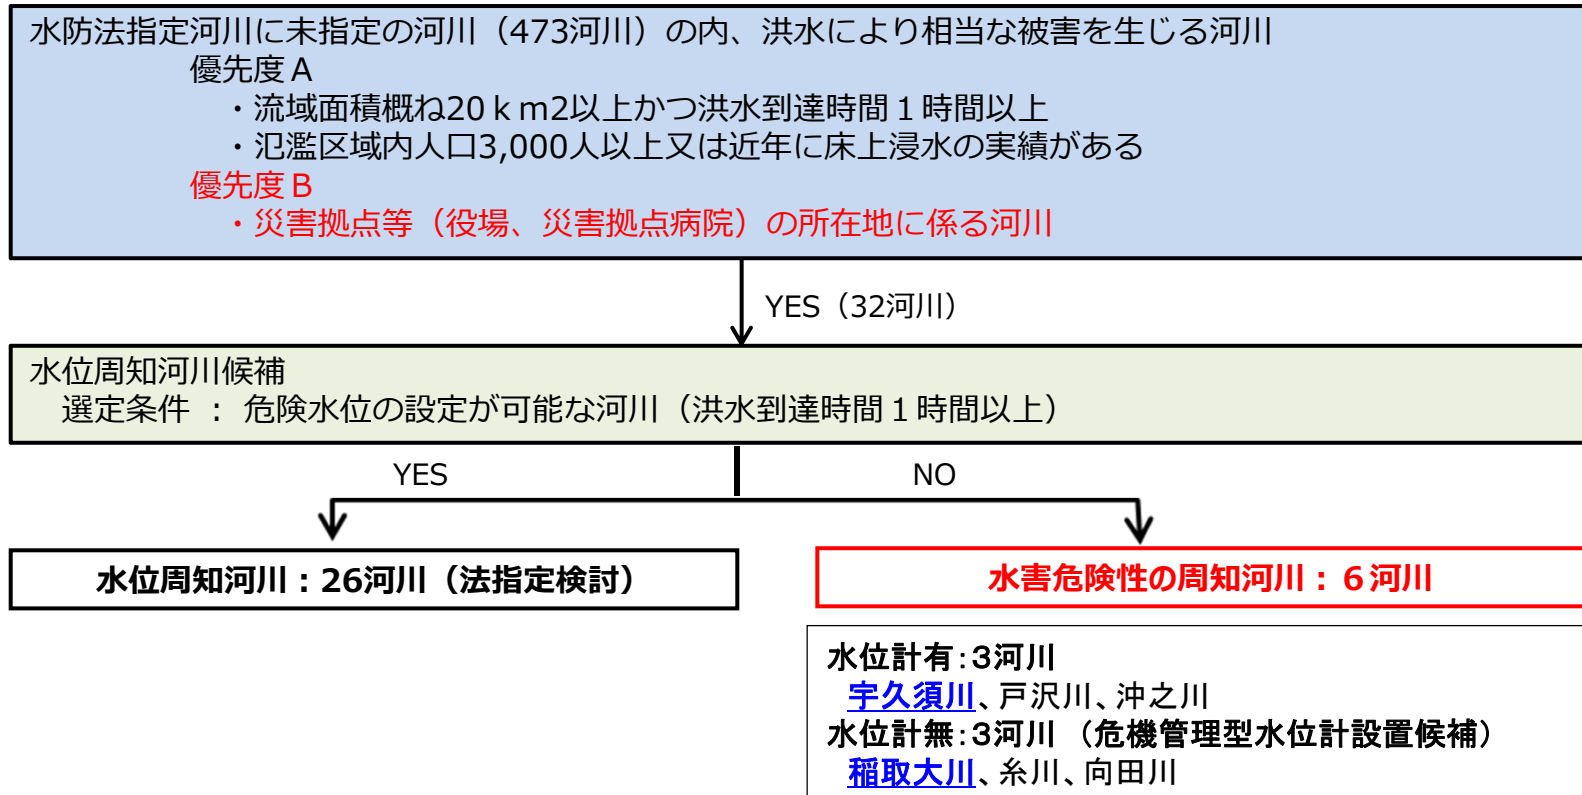 水防法指定河川に未指定の河川（473河川）の内、洪水により相当な被害を生じる河川
優先度Ａ
・流域面積概ね20ｋｍ2以上かつ洪水到達時間１時間以上
・氾濫区域内人口3,000人以上又は近年に床上浸水の実績がある
優先度Ｂ
・災害拠点等（役場、災害拠点病院）の所在地に係る河川
YES（32河川）
水位周知河川候補
選定条件 ： 危険水位の設定が可能な河川（洪水到達時間１時間以上）
YES
NO
水位周知河川：26河川（法指定検討）
水害危険性の周知河川：６河川
水位計有：３河川
宇久須川、戸沢川、沖之川
水位計無：３河川 （危機管理型水位計設置候補）
稲取大川、糸川、向田川